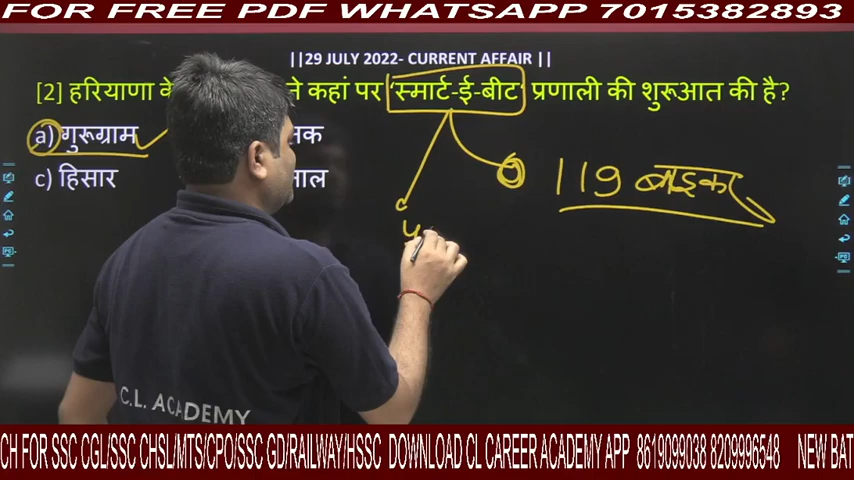 FOR FREE PDF WHATSAPP 7015382893
||29 JULY 2022- CURRENT AFFAIR ||
[2] हरियाणा के ने कहां पर 'स्मार्ट-ई-बीट' प्रणाली की शुरूआत की है?
a) गुरूग्राम
c) हिसार
119 बाइकर
C.L. ACADEMY
CH FOR SSC CGL/SSC CHSL/MTS/CPO/SSC GD/RAILWAY/HSSC DOWNLOAD CL CAREER ACADEMY APP 8619099038 8209996548 NEW BAT